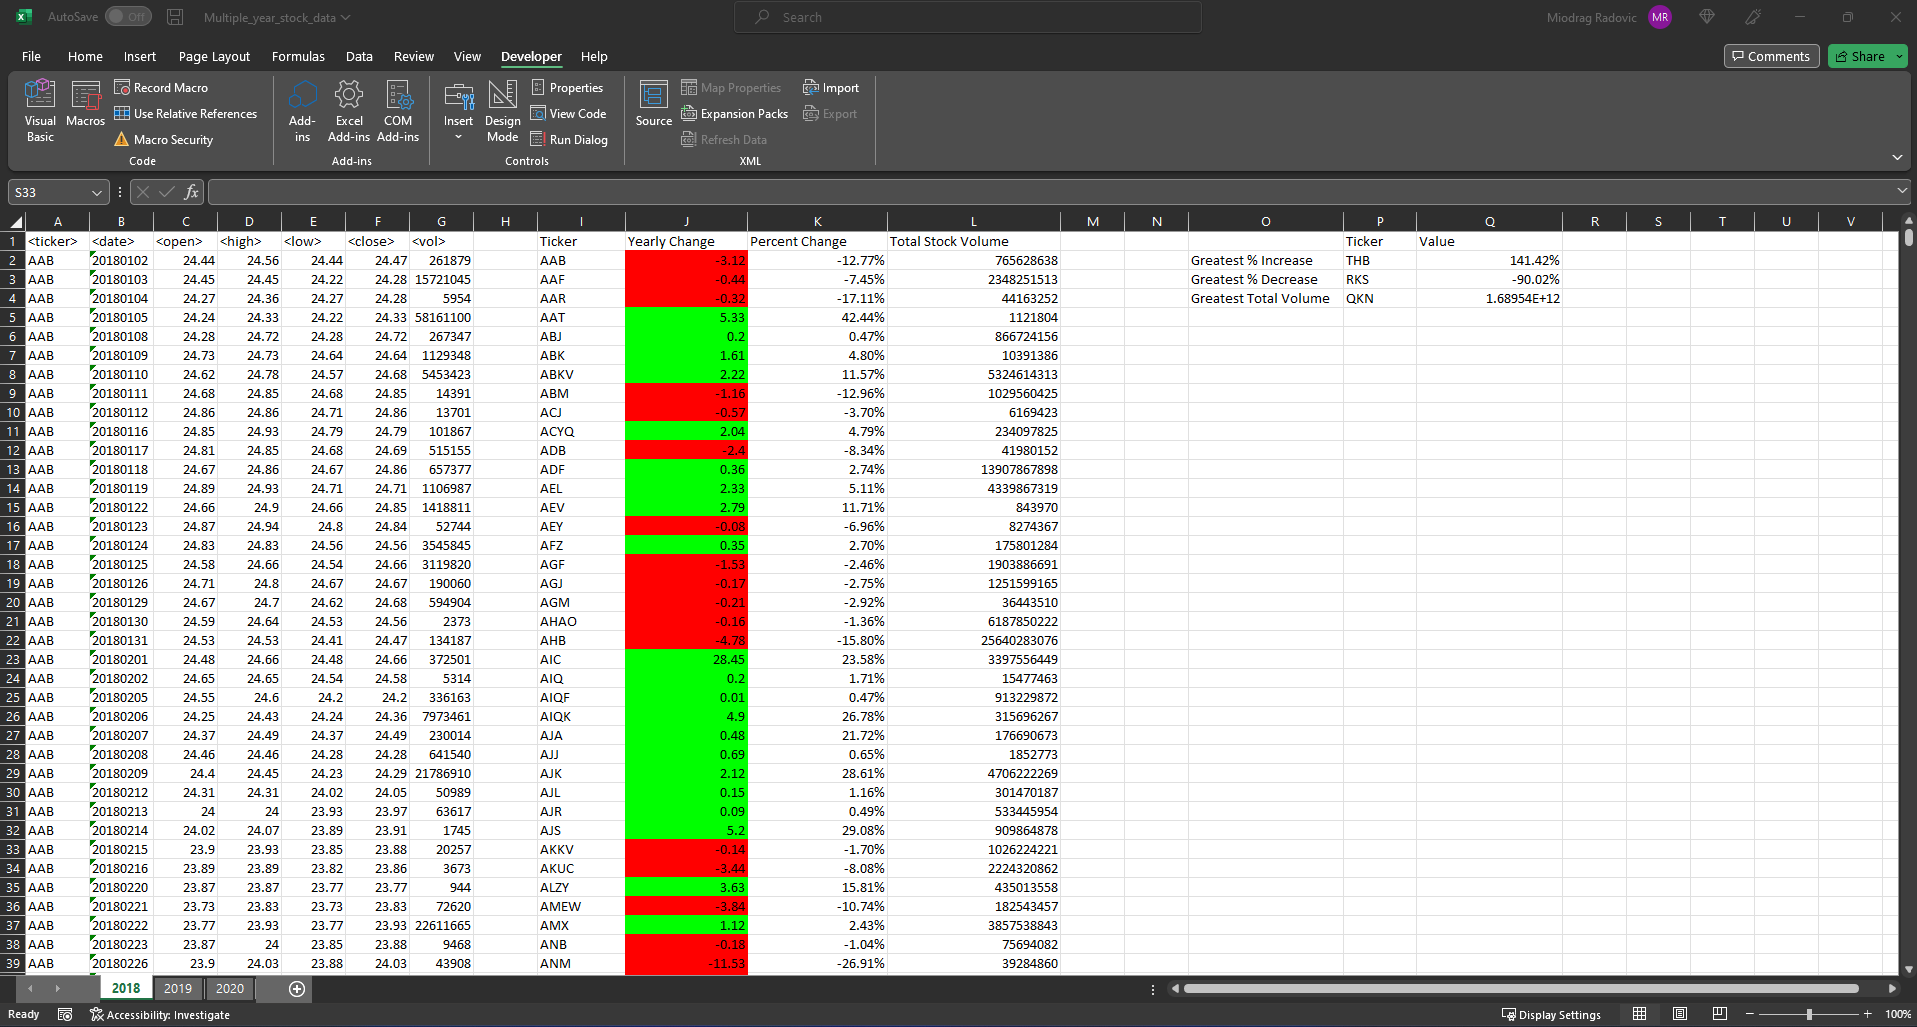 AutoSave Off Multiple_year_stock_data Search Miodrag Radovic MR
File Home Insert Page Layout Formulas Data Review View Developer Help Comments Share
Visual Basic
Macros
Record Macro
Use Relative References
Macro Security
Code
Add-ins
Excel Add-ins
COM Add-ins
Add-ins
Insert
Design Mode
Properties
View Code
Run Dialog
Controls
Source
Map Properties
Expansion Packs
Refresh Data
Import
Export
XML
S33 fx
A B C D E F G H I J K L M N O P Q R S T U V
1 <ticker> <date> <open> <high> <low> <close> <vol> Ticker Yearly Change Percent Change Total Stock Volume Ticker Value
2 AAB 20180102 24.44 24.56 24.44 24.47 261879 AAB -3.12 -12.77% 765628638 Greatest % Increase THB 141.42%
3 AAB 20180103 24.45 24.45 24.22 24.28 15721045 AAF -0.44 -7.45% 2348251513 Greatest % Decrease RKS -90.02%
4 AAB 20180104 24.27 24.36 24.27 24.28 5954 AAR -0.32 -17.11% 44163252 Greatest Total Volume QKN 1.68954E+12
5 AAB 20180105 24.24 24.33 24.22 24.33 58161100 AAT 5.33 42.44% 1121804
6 AAB 20180108 24.28 24.72 24.28 24.72 267347 ABJ 0.2 0.47% 866724156
7 AAB 20180109 24.73 24.73 24.64 24.64 1129348 ABK 1.61 4.80% 10391386
8 AAB 20180110 24.62 24.78 24.57 24.68 5453423 ABKV 2.22 11.57% 5324614313
9 AAB 20180111 24.68 24.85 24.68 24.85 14391 ABM -1.16 -12.96% 1029560425
10 AAB 20180112 24.86 24.86 24.71 24.86 13701 ACJ -0.57 -3.70% 6169423
11 AAB 20180116 24.85 24.93 24.79 24.79 101867 ACYQ 2.04 4.79% 234097825
12 AAB 20180117 24.81 24.85 24.68 24.69 515155 ADB -2.4 -8.34% 41980152
13 AAB 20180118 24.67 24.86 24.67 24.86 657377 ADF 0.36 2.74% 13907867898
14 AAB 20180119 24.89 24.93 24.71 24.71 1106987 AEL 2.33 5.11% 4339867319
15 AAB 20180122 24.66 24.9 24.66 24.85 1418811 AEV 2.79 11.71% 843970
16 AAB 20180123 24.87 24.94 24.8 24.84 52744 AEY -0.08 -6.96% 8274367
17 AAB 20180124 24.83 24.83 24.56 24.56 3545845 AFZ 0.35 2.70% 175801284
18 AAB 20180125 24.58 24.66 24.54 24.66 3119820 AGF -1.53 -2.46% 1903886691
19 AAB 20180126 24.71 24.8 24.67 24.67 190060 AGJ -0.17 -2.75% 1251599165
20 AAB 20180129 24.67 24.7 24.62 24.68 594904 AGM -0.21 -2.92% 36443510
21 AAB 20180130 24.59 24.64 24.53 24.56 2373 AHAO -0.16 -1.36% 6187850222
22 AAB 20180131 24.53 24.53 24.41 24.47 134187 AHB -4.78 -15.80% 25640283076
23 AAB 20180201 24.48 24.66 24.48 24.66 372501 AIC 28.45 23.58% 3397556449
24 AAB 20180202 24.65 24.65 24.54 24.58 5314 AIQ 0.2 1.71% 15477463
25 AAB 20180205 24.55 24.6 24.2 24.2 336163 AIQF 0.01 0.47% 913229872
26 AAB 20180206 24.25 24.43 24.24 24.36 7973461 AIQK 4.9 26.78% 315696267
27 AAB 20180207 24.37 24.49 24.37 24.49 230014 AJA 0.48 21.72% 176690673
28 AAB 20180208 24.46 24.46 24.28 24.28 641540 AJJ 0.69 0.65% 1852773
29 AAB 20180209 24.4 24.45 24.23 24.29 21786910 AJK 2.12 28.61% 4706222269
30 AAB 20180212 24.31 24.31 24.02 24.05 50989 AJL 0.15 1.16% 301470187
31 AAB 20180213 24 24 23.93 23.97 63617 AJR 0.09 0.49% 533445954
32 AAB 20180214 24.02 24.07 23.89 23.91 1745 AJS 5.2 29.08% 909864878
33 AAB 20180215 23.9 23.93 23.85 23.88 20257 AKKV -0.14 -1.70% 1026224221
34 AAB 20180216 23.89 23.89 23.82 23.86 3673 AKUC -3.44 -8.08% 2224320862
35 AAB 20180220 23.87 23.87 23.77 23.77 944 ALZY 3.63 15.81% 435013558
36 AAB 20180221 23.73 23.83 23.73 23.83 72620 AMEW -3.84 -10.74% 182543457
37 AAB 20180222 23.77 23.93 23.77 23.93 22611665 AMX 1.12 2.43% 3857538843
38 AAB 20180223 23.87 24 23.85 23.88 9468 ANB -0.18 -1.04% 75694082
39 AAB 20180226 23.9 24.03 23.88 24.03 43908 ANM -11.53 -26.91% 39284860
2018 2019 2020
Ready Accessibility: Investigate Display Settings 100%